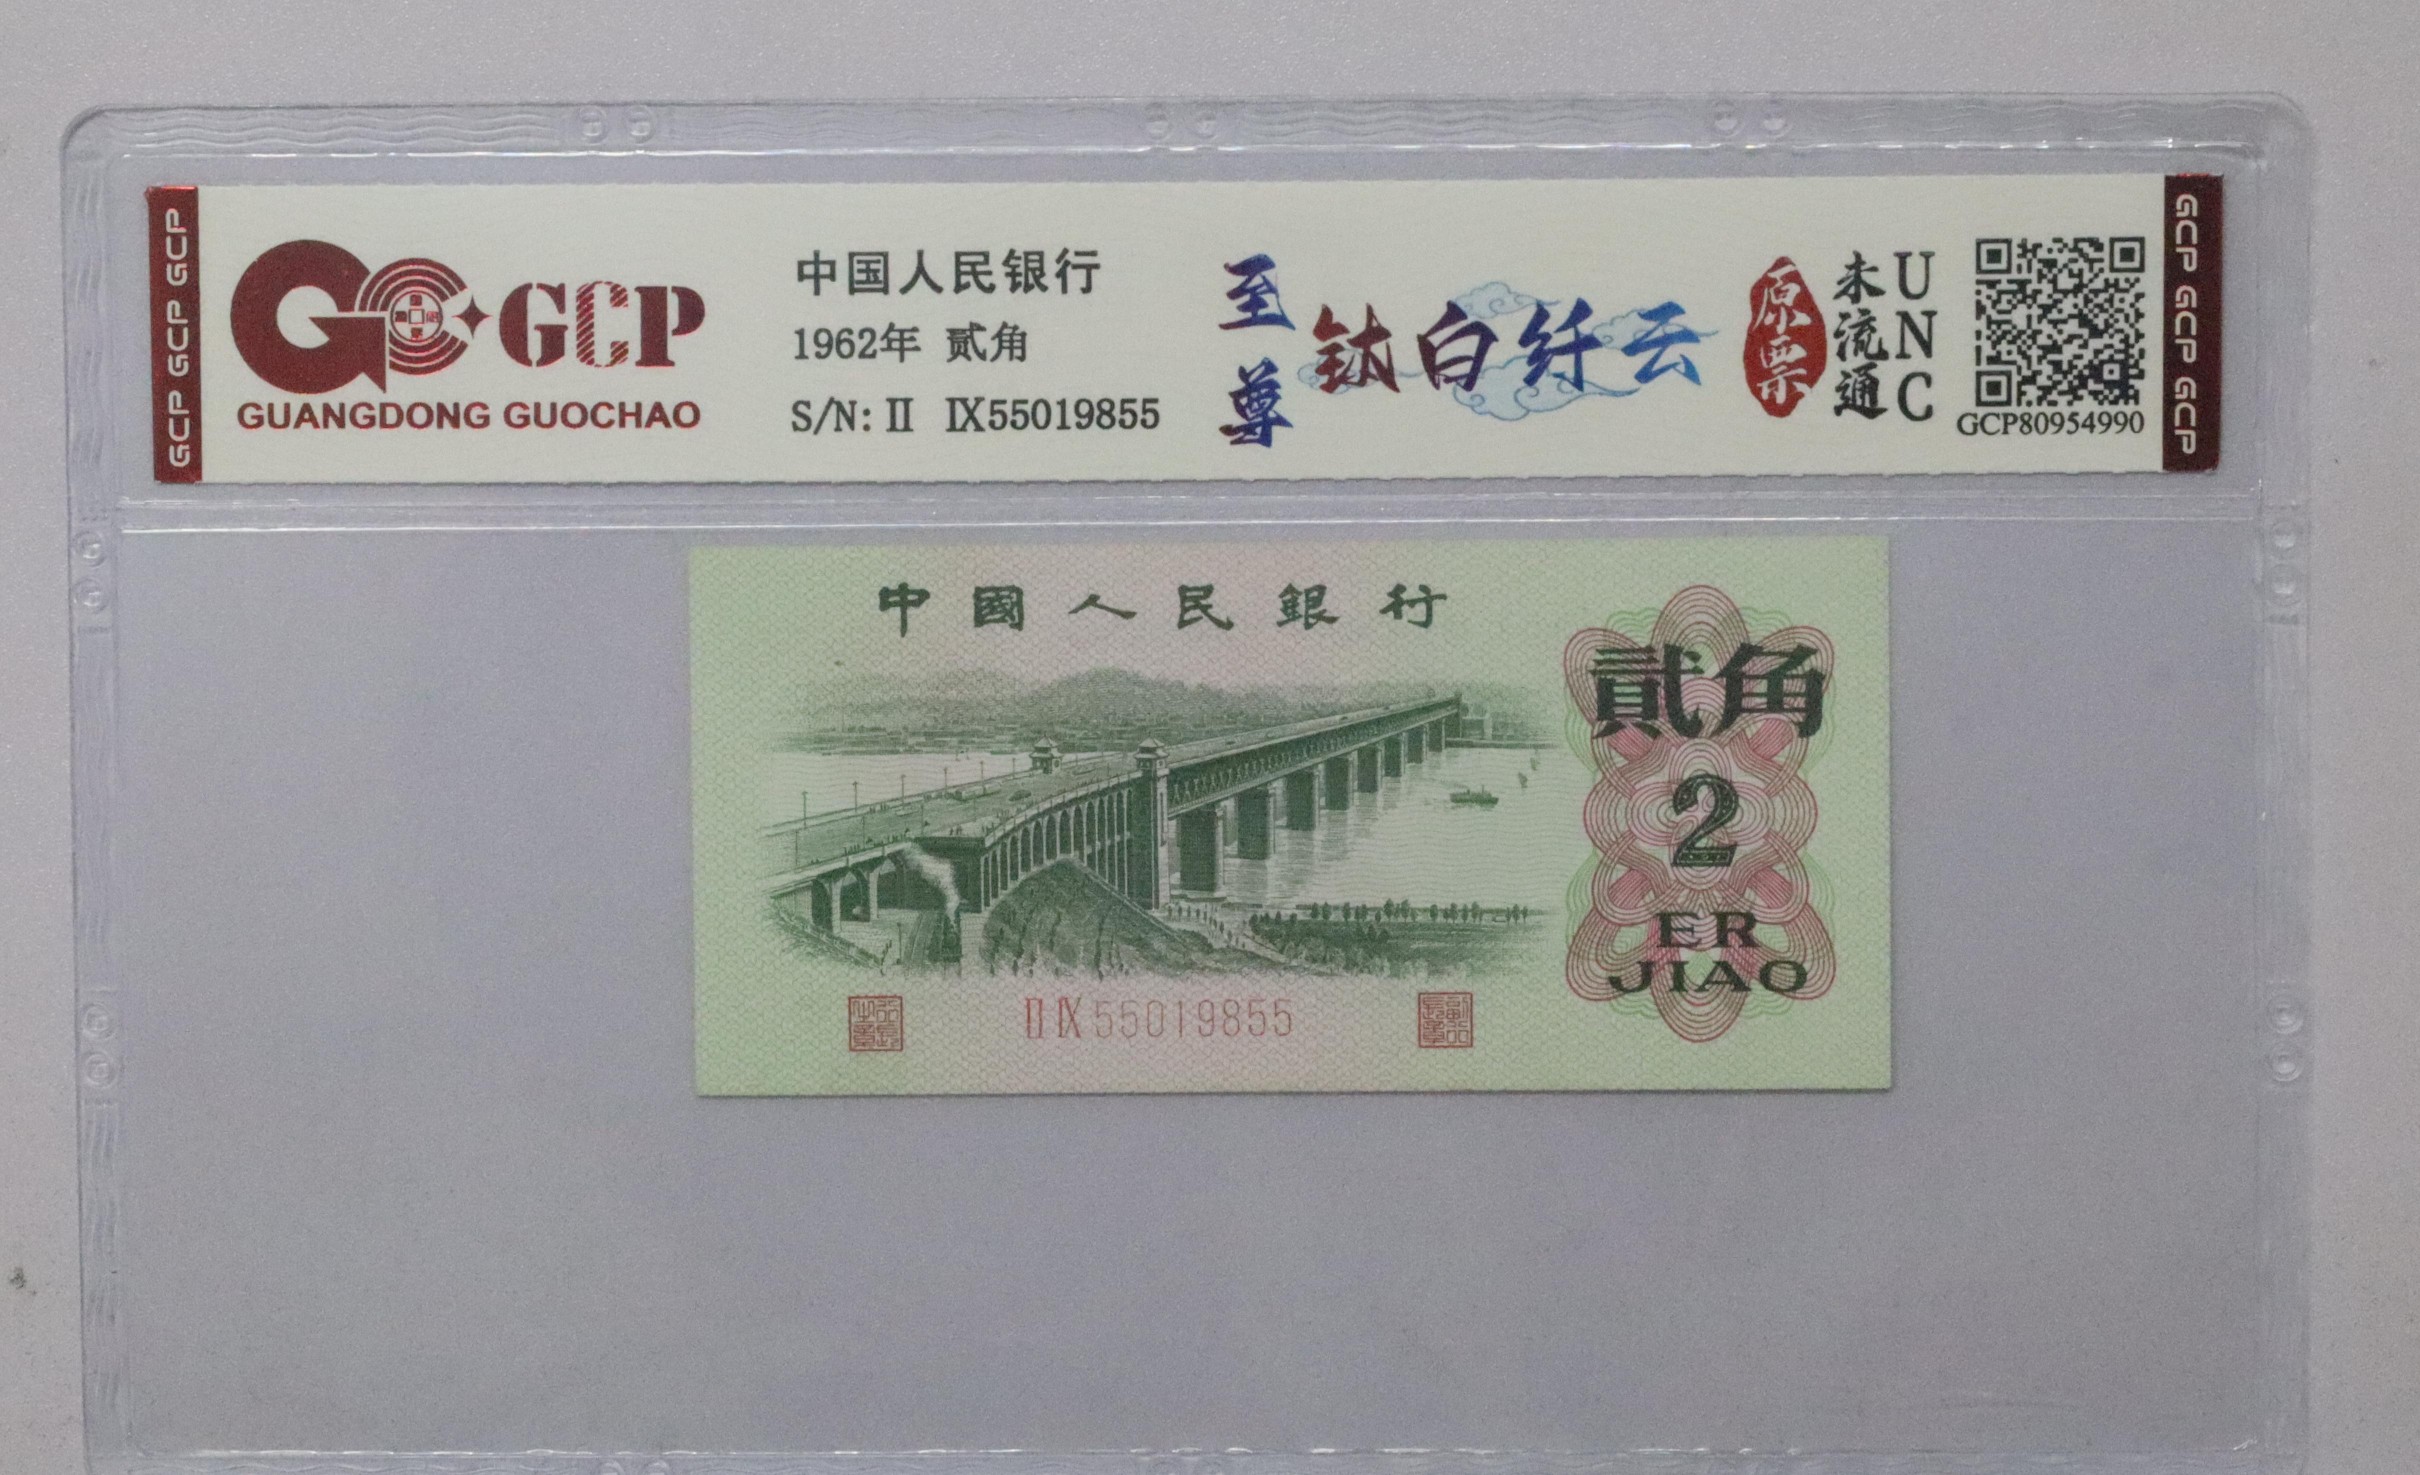 GCP GCP GCP
GCP
GUANGDONG GUOCHAO
中国人民银行
1962年 贰角
S/N: II IX55019855
至尊
钛白纤云
原票
未流通
UNC
GCP80954990
GCP GCP GCP
中國人民銀行
貳角
2
ER
JIAO
II IX 55019855